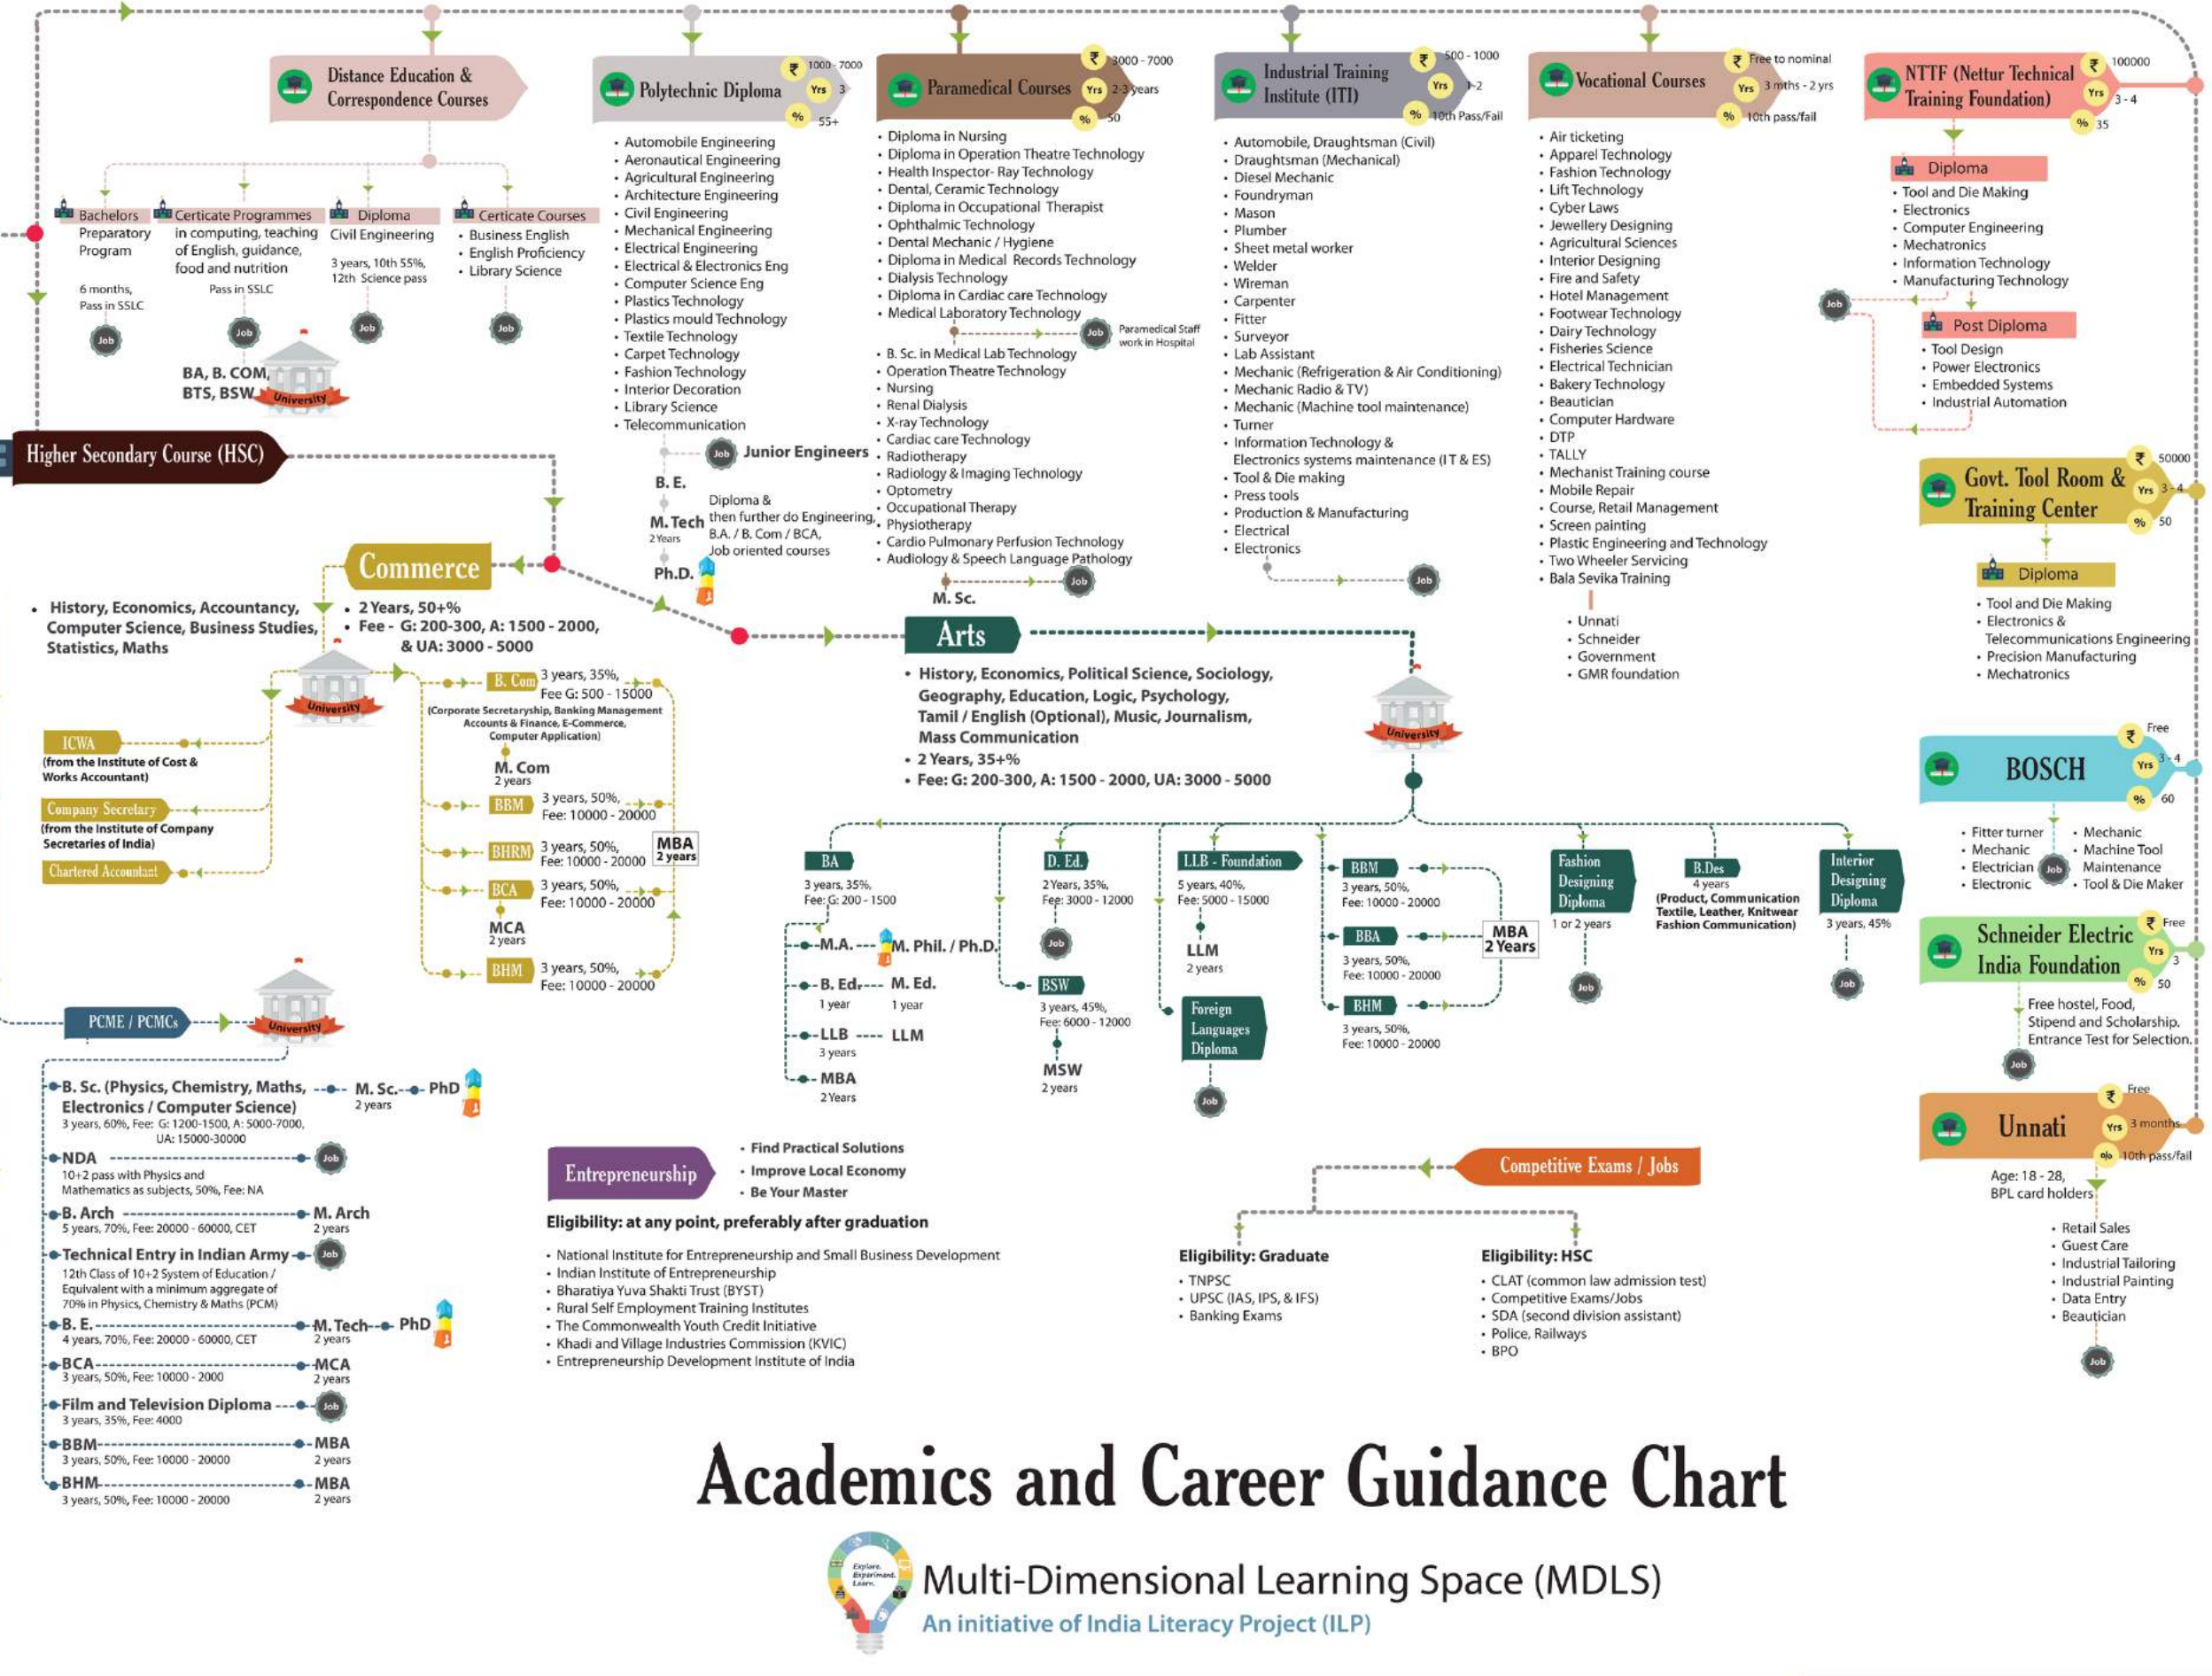 Distance Education &
Correspondence Courses
Bachelors
Preparatory
Program
6 months,
Pass in SSLC
Job
Certicate Programmes
in computing, teaching
of English, guidance,
food and nutrition
Pass in SSLC
Job
BA, B. COM,
BTS, BSW
University
Diploma
Civil Engineering
3 years, 10th 55%,
12th Science pass
Job
Certicate Courses
• Business English
• English Proficiency
• Library Science
Job
Polytechnic Diploma
₹ 1000 - 7000
Yrs 3
% 55+
• Automobile Engineering
• Aeronautical Engineering
• Agricultural Engineering
• Architecture Engineering
• Civil Engineering
• Mechanical Engineering
• Electrical Engineering
• Electrical & Electronics Eng
• Computer Science Eng
• Plastics Technology
• Plastics mould Technology
• Textile Technology
• Carpet Technology
• Fashion Technology
• Interior Decoration
• Library Science
• Telecommunication
Job Junior Engineers
B. E.
M. Tech
2 Years
Ph.D.
Diploma &
then further do Engineering,
B.A. / B. Com / BCA,
Job oriented courses
Paramedical Courses
₹ 3000 - 7000
Yrs 2-3 years
% 50
• Diploma in Nursing
• Diploma in Operation Theatre Technology
• Health Inspector- Ray Technology
• Dental, Ceramic Technology
• Diploma in Occupational Therapist
• Ophthalmic Technology
• Dental Mechanic / Hygiene
• Diploma in Medical Records Technology
• Dialysis Technology
• Diploma in Cardiac care Technology
• Medical Laboratory Technology
Job
Paramedical Staff
work in Hospital
• B. Sc. in Medical Lab Technology
• Operation Theatre Technology
• Nursing
• Renal Dialysis
• X-ray Technology
• Cardiac care Technology
• Radiotherapy
• Radiology & Imaging Technology
• Optometry
• Occupational Therapy
• Physiotherapy
• Cardio Pulmonary Perfusion Technology
• Audiology & Speech Language Pathology
Job
M. Sc.
Industrial Training
Institute (ITI)
₹ 500 - 1000
Yrs 1-2
% 10th Pass/Fail
• Automobile, Draughtsman (Civil)
• Draughtsman (Mechanical)
• Diesel Mechanic
• Foundryman
• Mason
• Plumber
• Sheet metal worker
• Welder
• Wireman
• Carpenter
• Fitter
• Surveyor
• Lab Assistant
• Mechanic (Refrigeration & Air Conditioning)
• Mechanic Radio & TV)
• Mechanic (Machine tool maintenance)
• Turner
• Information Technology &
Electronics systems maintenance (I T & ES)
• Tool & Die making
• Press tools
• Production & Manufacturing
• Electrical
• Electronics
Job
Vocational Courses
₹ Free to nominal
Yrs 3 mths - 2 yrs
% 10th pass/fail
• Air ticketing
• Apparel Technology
• Fashion Technology
• Lift Technology
• Cyber Laws
• Jewellery Designing
• Agricultural Sciences
• Interior Designing
• Fire and Safety
• Hotel Management
• Footwear Technology
• Dairy Technology
• Fisheries Science
• Electrical Technician
• Bakery Technology
• Beautician
• Computer Hardware
• DTP
• TALLY
• Mechanist Training course
• Mobile Repair
• Course, Retail Management
• Screen painting
• Plastic Engineering and Technology
• Two Wheeler Servicing
• Bala Sevika Training
• Unnati
• Schneider
• Government
• GMR foundation
NTTF (Nettur Technical
Training Foundation)
₹ 100000
Yrs 3 - 4
% 35
Diploma
• Tool and Die Making
• Electronics
• Computer Engineering
• Mechatronics
• Information Technology
• Manufacturing Technology
Job
Post Diploma
• Tool Design
• Power Electronics
• Embedded Systems
• Industrial Automation
Govt. Tool Room &
Training Center
₹ 50000
Yrs 3 - 4
% 50
Diploma
• Tool and Die Making
• Electronics &
Telecommunications Engineering
• Precision Manufacturing
• Mechatronics
BOSCH
₹ Free
Yrs 3 - 4
% 60
• Fitter turner
• Mechanic
• Electrician
• Electronic
Job
• Mechanic
• Machine Tool
Maintenance
• Tool & Die Maker
Schneider Electric
India Foundation
₹ Free
Yrs 3
% 50
Free hostel, Food,
Stipend and Scholarship.
Entrance Test for Selection.
Job
Unnati
₹ Free
Yrs 3 months
% 10th pass/fail
Age: 18 - 28,
BPL card holders
• Retail Sales
• Guest Care
• Industrial Tailoring
• Industrial Painting
• Data Entry
• Beautician
Job
Higher Secondary Course (HSC)
Commerce
• History, Economics, Accountancy,
Computer Science, Business Studies,
Statistics, Maths
• 2 Years, 50+%
• Fee - G: 200-300, A: 1500 - 2000,
& UA: 3000 - 5000
University
ICWA
(from the Institute of Cost &
Works Accountant)
Company Secretary
(from the Institute of Company
Secretaries of India)
Chartered Accountant
B. Com
3 years, 35%,
Fee G: 500 - 15000
(Corporate Secretaryship, Banking Management
Accounts & Finance, E-Commerce,
Computer Application)
M. Com
2 years
BBM
3 years, 50%,
Fee: 10000 - 20000
BHRM
3 years, 50%,
Fee: 10000 - 20000
MBA
2 years
BCA
3 years, 50%,
Fee: 10000 - 20000
MCA
2 years
BHM
3 years, 50%,
Fee: 10000 - 20000
Arts
• History, Economics, Political Science, Sociology,
Geography, Education, Logic, Psychology,
Tamil / English (Optional), Music, Journalism,
Mass Communication
• 2 Years, 35+%
• Fee: G: 200-300, A: 1500 - 2000, UA: 3000 - 5000
University
BA
3 years, 35%,
Fee: G: 200 - 1500
M.A.
M. Phil. / Ph.D.
B. Ed.
1 year
M. Ed.
1 year
LLB
3 years
LLM
MBA
2 Years
D. Ed.
2 Years, 35%,
Fee: 3000 - 12000
Job
BSW
3 years, 45%,
Fee: 6000 - 12000
MSW
2 years
LLB - Foundation
5 years, 40%,
Fee: 5000 - 15000
LLM
2 years
Foreign
Languages
Diploma
Job
BBM
3 years, 50%,
Fee: 10000 - 20000
BBA
3 years, 50%,
Fee: 10000 - 20000
MBA
2 Years
BHM
3 years, 50%,
Fee: 10000 - 20000
Fashion
Designing
Diploma
1 or 2 years
Job
B.Des
4 years
(Product, Communication
Textile, Leather, Knitwear
Fashion Communication)
Interior
Designing
Diploma
3 years, 45%
Job
PCME / PCMCs
University
B. Sc. (Physics, Chemistry, Maths,
Electronics / Computer Science)
3 years, 60%, Fee: G: 1200-1500, A: 5000-7000,
UA: 15000-30000
M. Sc.
2 years
PhD
NDA
10+2 pass with Physics and
Mathematics as subjects, 50%, Fee: NA
Job
B. Arch
5 years, 70%, Fee: 20000 - 60000, CET
M. Arch
2 years
Technical Entry in Indian Army
12th Class of 10+2 System of Education /
Equivalent with a minimum aggregate of
70% in Physics, Chemistry & Maths (PCM)
Job
B. E.
4 years, 70%, Fee: 20000 - 60000, CET
M. Tech
2 years
PhD
BCA
3 years, 50%, Fee: 10000 - 2000
MCA
2 years
Film and Television Diploma
3 years, 35%, Fee: 4000
Job
BBM
3 years, 50%, Fee: 10000 - 20000
MBA
2 years
BHM
3 years, 50%, Fee: 10000 - 20000
MBA
2 years
Entrepreneurship
• Find Practical Solutions
• Improve Local Economy
• Be Your Master
Eligibility: at any point, preferably after graduation
• National Institute for Entrepreneurship and Small Business Development
• Indian Institute of Entrepreneurship
• Bharatiya Yuva Shakti Trust (BYST)
• Rural Self Employment Training Institutes
• The Commonwealth Youth Credit Initiative
• Khadi and Village Industries Commission (KVIC)
• Entrepreneurship Development Institute of India
Competitive Exams / Jobs
Eligibility: Graduate
• TNPSC
• UPSC (IAS, IPS, & IFS)
• Banking Exams
Eligibility: HSC
• CLAT (common law admission test)
• Competitive Exams/Jobs
• SDA (second division assistant)
• Police, Railways
• BPO
Academics and Career Guidance Chart
Explore.
Experiment.
Learn.
Multi-Dimensional Learning Space (MDLS)
An initiative of India Literacy Project (ILP)